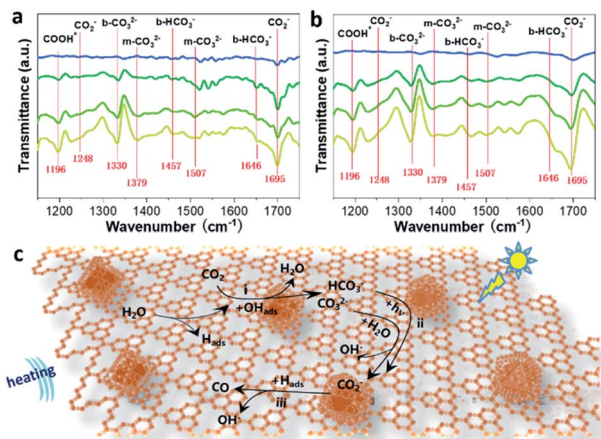 a
b
COOH*
CO₂⁻
b-CO₃²⁻
m-CO₃²⁻
b-HCO₃⁻
m-CO₃²⁻
b-HCO₃⁻
CO₂⁻
1196
1248
1330
1379
1457
1507
1646
1695
Transmittance (a.u.)
1200 1300 1400 1500 1600 1700
Wavenumber (cm⁻¹)
COOH*
CO₂⁻
b-CO₃²⁻
m-CO₃²⁻
b-HCO₃⁻
m-CO₃²⁻
b-HCO₃⁻
CO₂⁻
1196
1248
1330
1379
1457
1507
1646
1695
Transmittance (a.u.)
1200 1300 1400 1500 1600 1700
Wavenumber (cm⁻¹)
c
CO₂
i
H₂O
H₂O
+OHads
Hads
HCO₃⁻
CO₃²⁻
+hν
+H₂O
ii
OH⁻
heating
CO
+Hads
CO₂⁻
iii
OH⁻